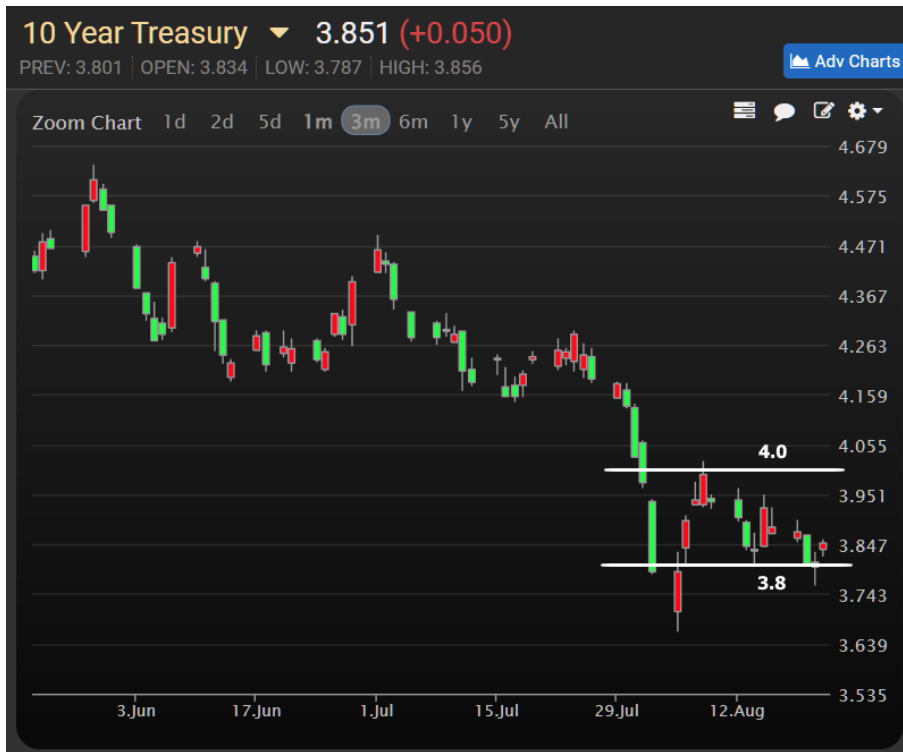 10 Year Treasury 3.851 (+0.050)
PREV: 3.801 OPEN: 3.834 LOW: 3.787 HIGH: 3.856
Adv Charts
Zoom Chart 1d 2d 5d 1m 3m 6m 1y 5y All
4.679
4.575
4.471
4.367
4.263
4.159
4.055
4.0
3.951
3.847
3.8
3.743
3.639
3.535
3.Jun 17.Jun 1.Jul 15.Jul 29.Jul 12.Aug